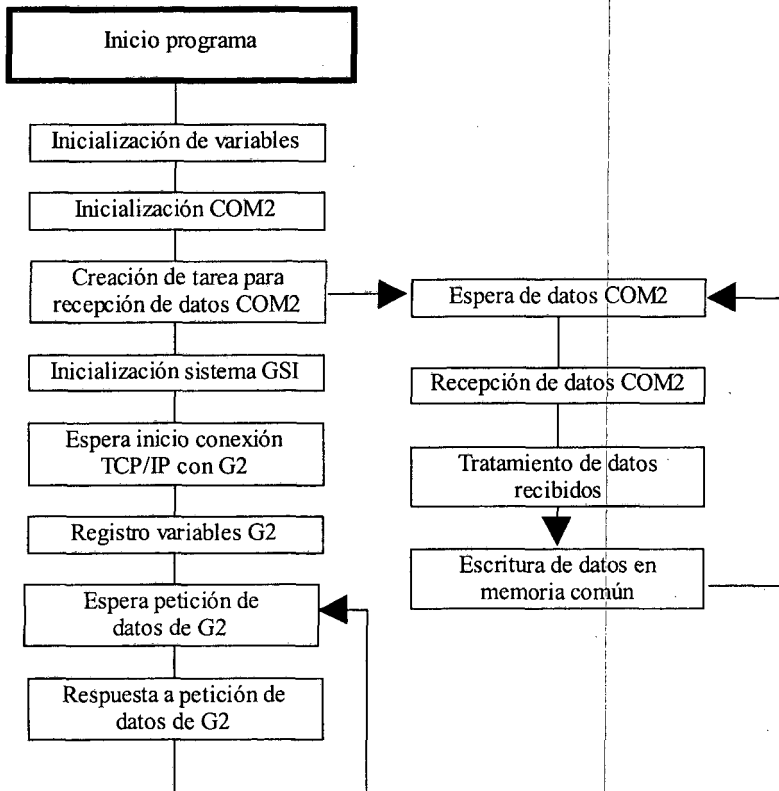 Inicio programa
Inicialización de variables
Inicialización COM2
Creación de tarea para
recepción de datos COM2
Inicialización sistema GSI
Espera inicio conexión
TCP/IP con G2
Registro variables G2
Espera petición de
datos de G2
Respuesta a petición de
datos de G2
Espera de datos COM2
Recepción de datos COM2
Tratamiento de datos
recibidos
Escritura de datos en
memoria común